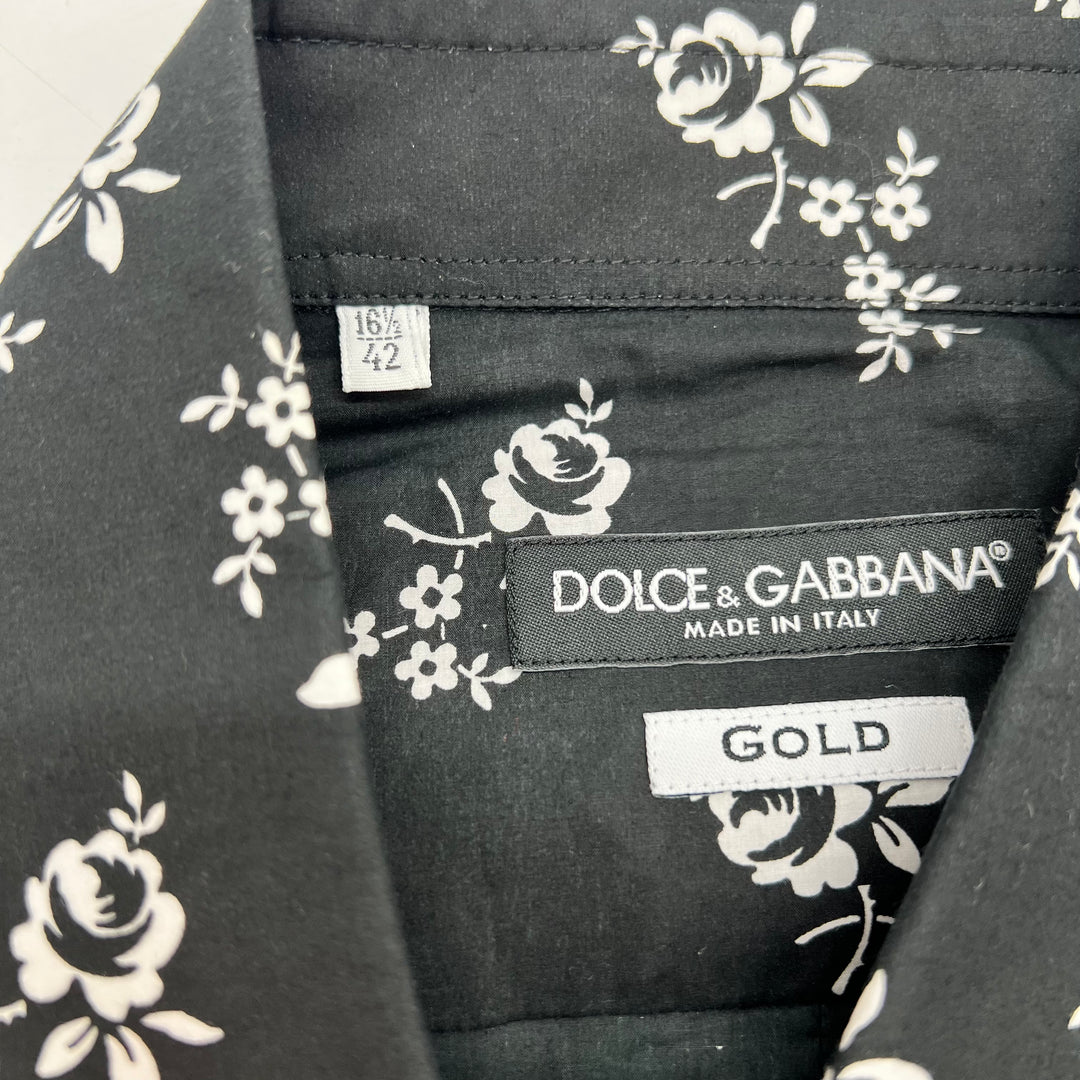 16½
42
DOLCE & GABBANA®
MADE IN ITALY
GOLD